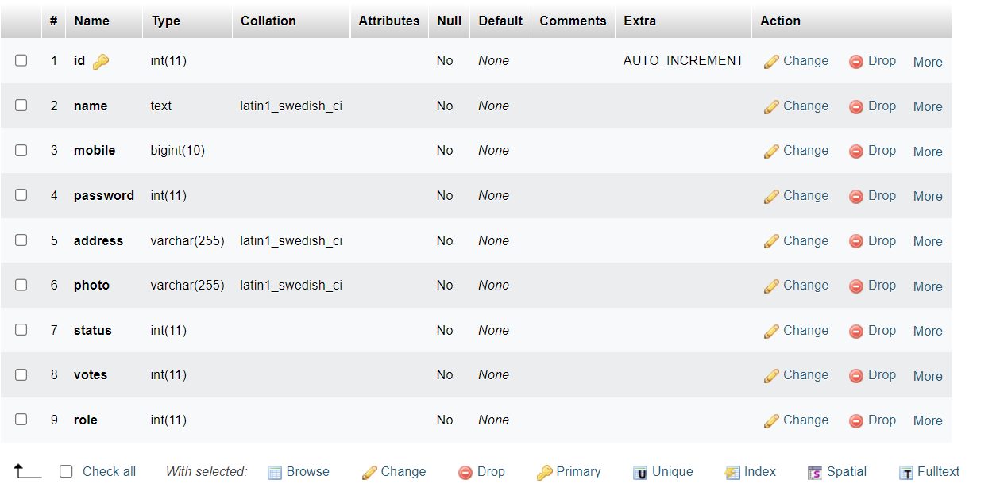 # Name Type Collation Attributes Null Default Comments Extra Action
1 id int(11) No None AUTO_INCREMENT Change Drop More
2 name text latin1_swedish_ci No None Change Drop More
3 mobile bigint(10) No None Change Drop More
4 password int(11) No None Change Drop More
5 address varchar(255) latin1_swedish_ci No None Change Drop More
6 photo varchar(255) latin1_swedish_ci No None Change Drop More
7 status int(11) No None Change Drop More
8 votes int(11) No None Change Drop More
9 role int(11) No None Change Drop More
Check all With selected: Browse Change Drop Primary Unique Index Spatial Fulltext